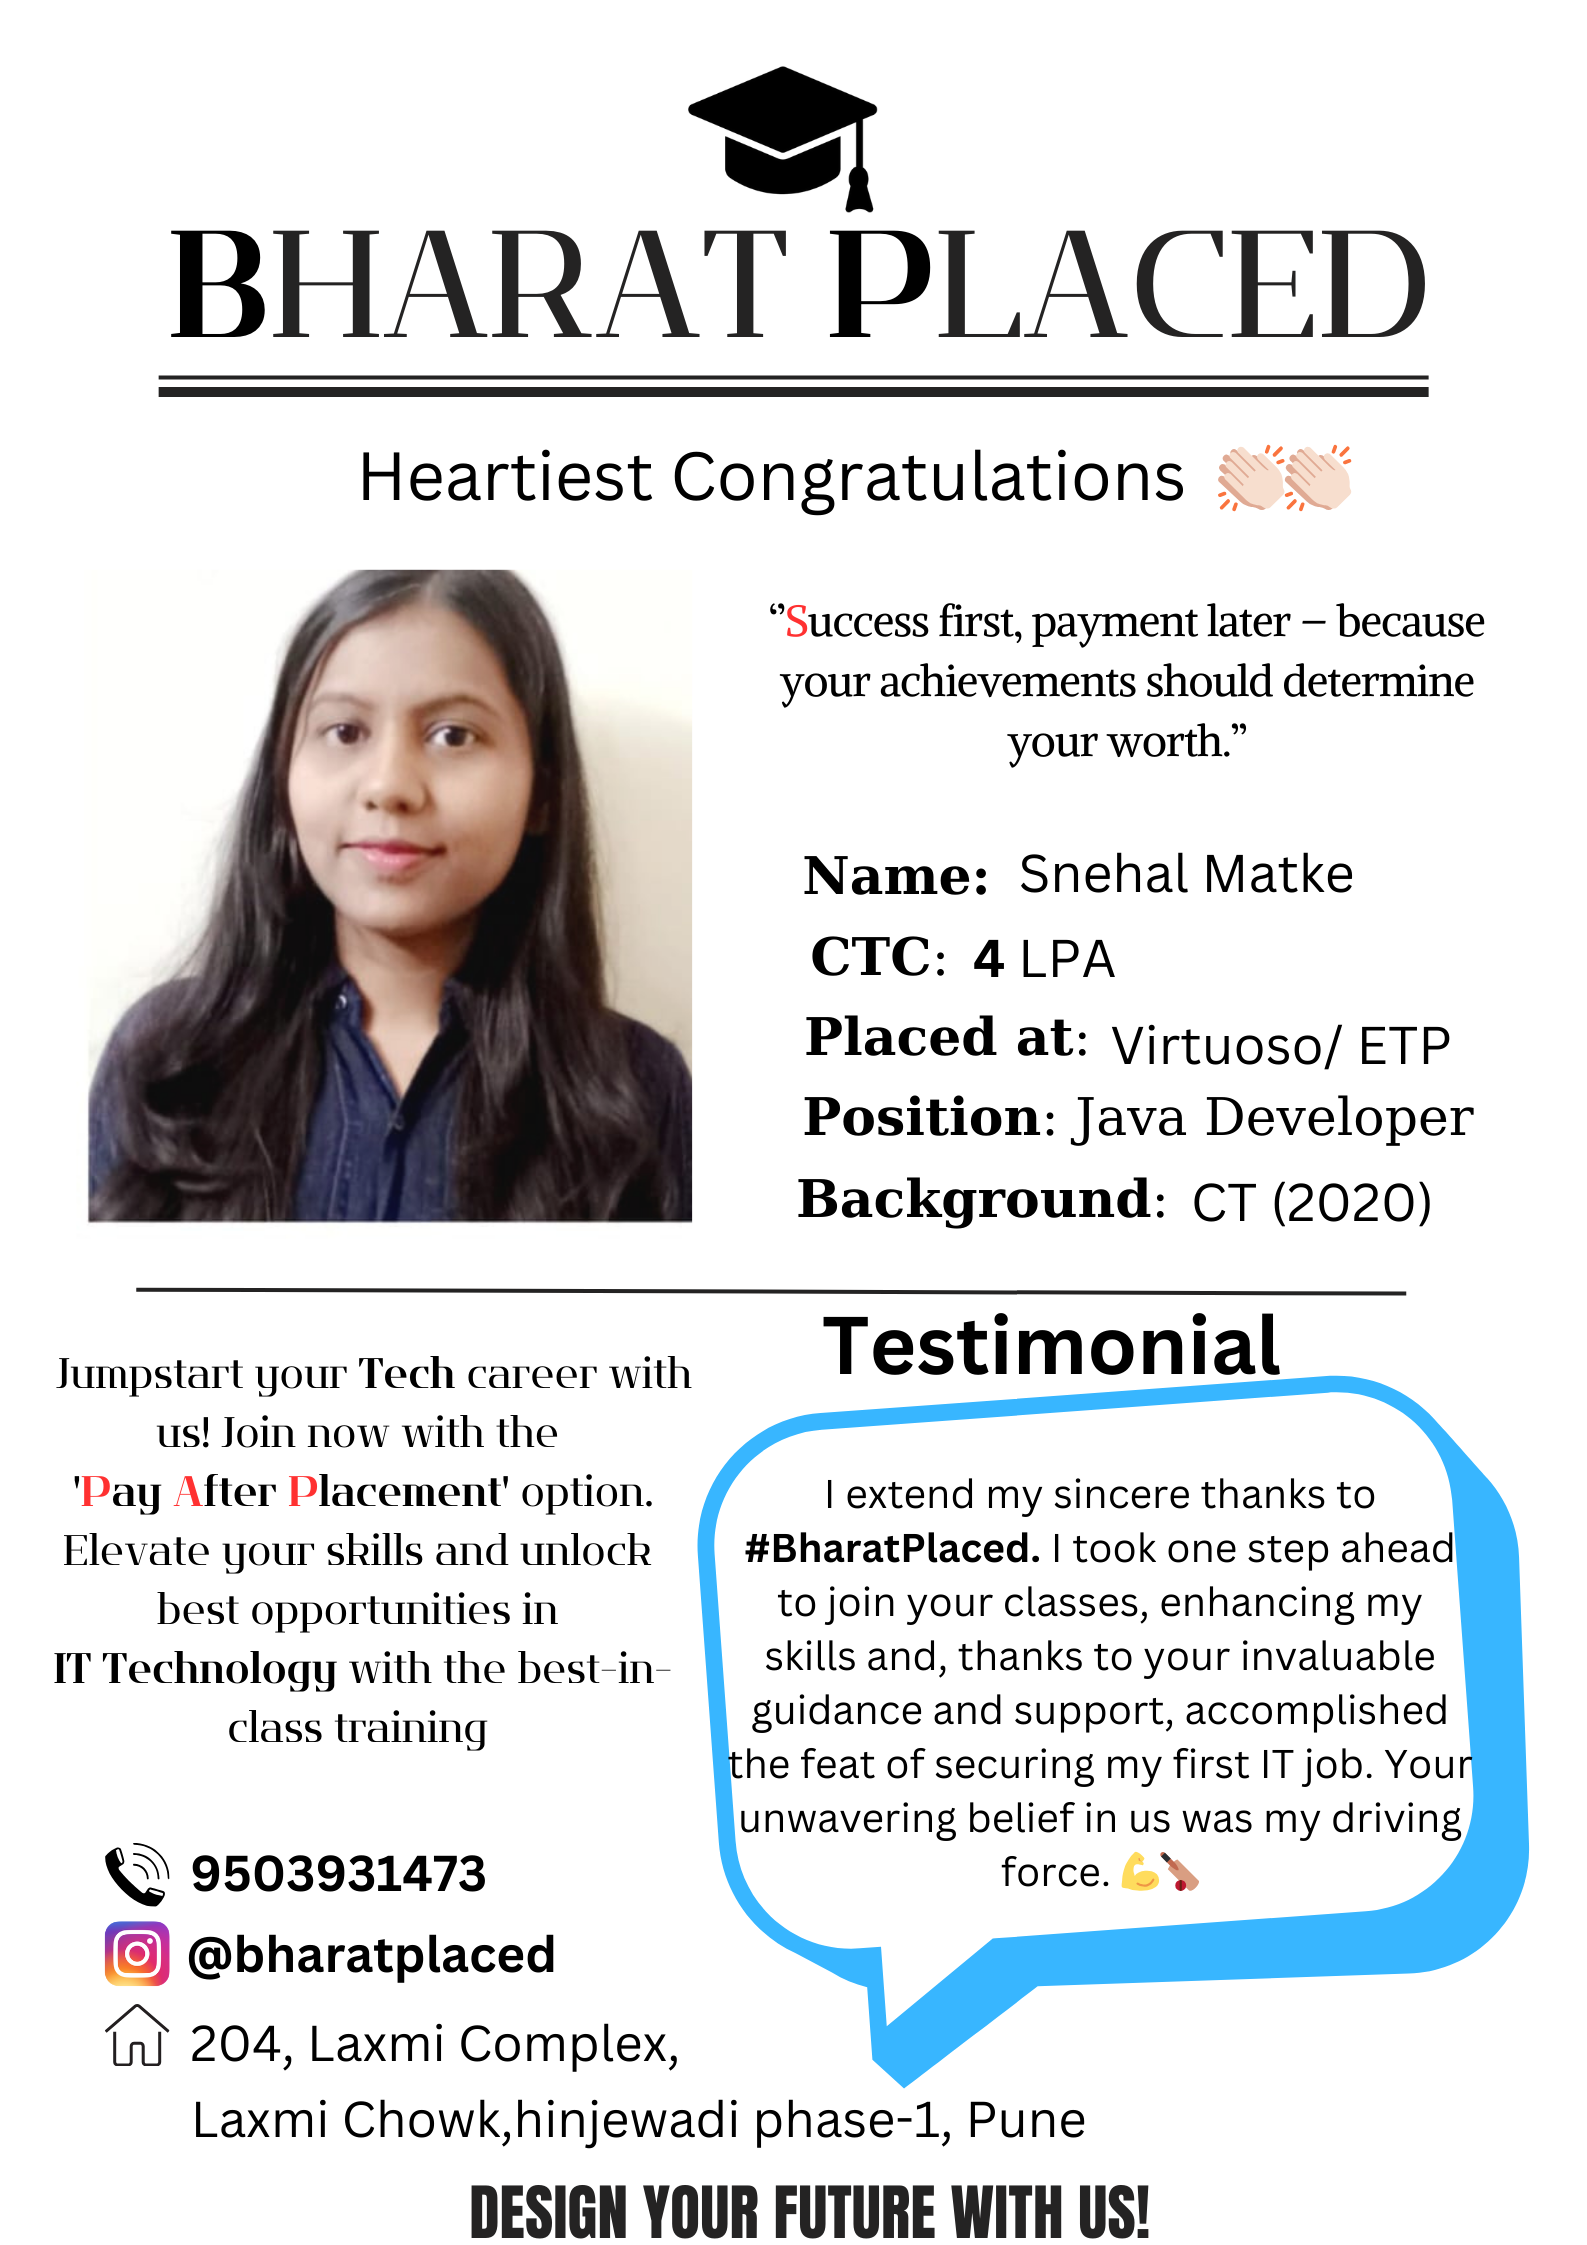 BHARAT PLACED
Heartiest Congratulations 👏🏻👏🏻
“Success first, payment later – because
your achievements should determine
your worth.”
Name: Snehal Matke
CTC: 4 LPA
Placed at: Virtuoso/ ETP
Position: Java Developer
Background: CT (2020)
Jumpstart your Tech career with
us! Join now with the
'Pay After Placement' option.
Elevate your skills and unlock
best opportunities in
IT Technology with the best-in-
class training
Testimonial
I extend my sincere thanks to
#BharatPlaced. I took one step ahead
to join your classes, enhancing my
skills and, thanks to your invaluable
guidance and support, accomplished
the feat of securing my first IT job. Your
unwavering belief in us was my driving
force. 💪🏏
9503931473
@bharatplaced
204, Laxmi Complex,
Laxmi Chowk,hinjewadi phase-1, Pune
DESIGN YOUR FUTURE WITH US!